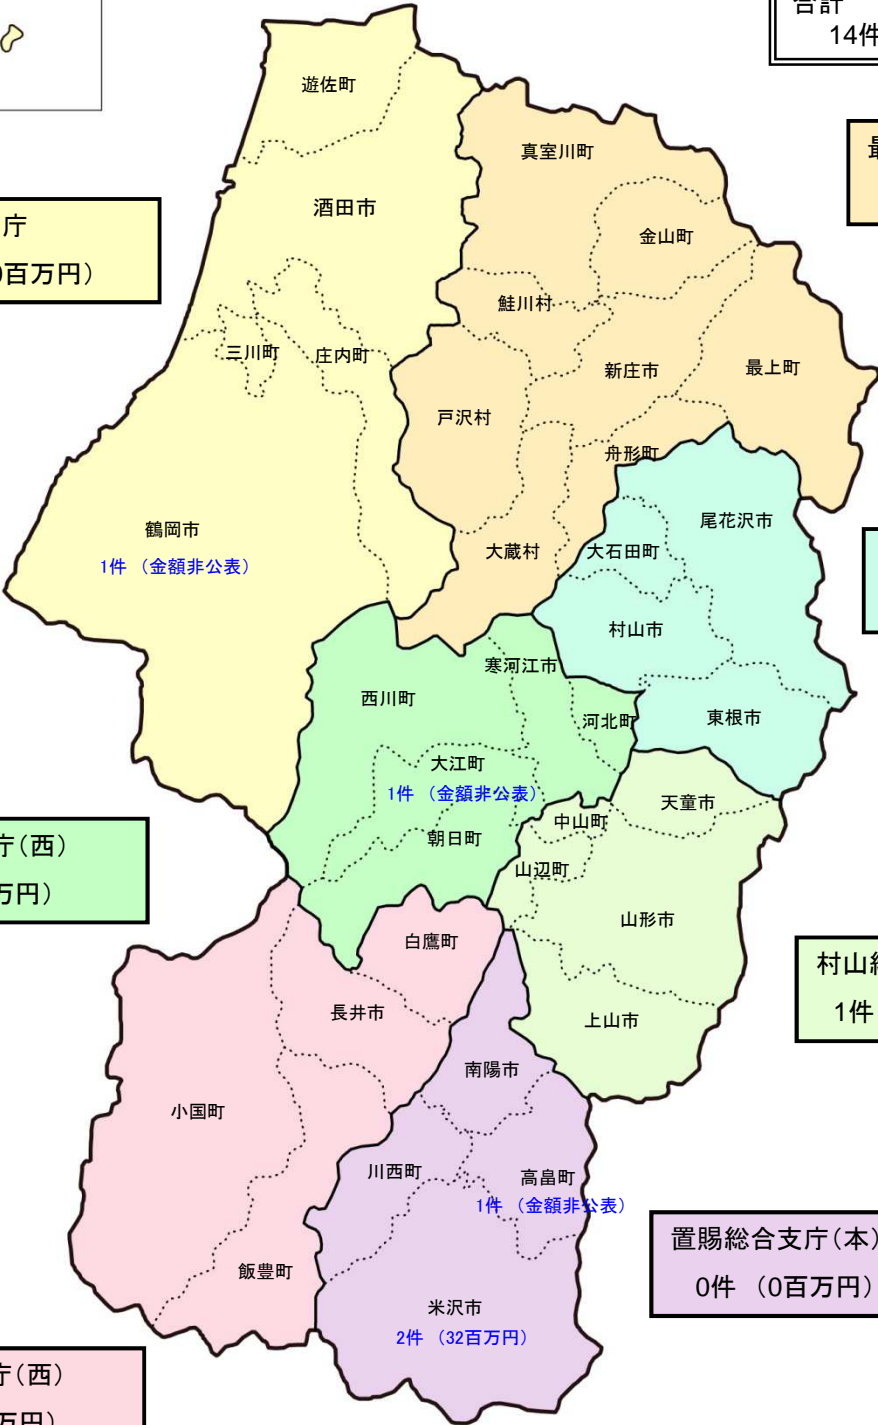 合計
14件
遊佐町
真室川町
最
酒田市
庁
金山町
百万円）
鮭川村
三川町
庄内町
新庄市
最上町
戸沢村
舟形町
尾花沢市
鶴岡市
大蔵村
大石田町
1件 （金額非公表）
村山市
寒河江市
西川町
河北町
東根市
大江町
1件 （金額非公表）
天童市
中山町
庁（西）
朝日町
山辺町
万円）
山形市
白鷹町
村山総
長井市
1件
上山市
南陽市
小国町
川西町
高畠町
1件 （金額非公表）
置賜総合支庁（本）
飯豊町
0件 （0百万円）
米沢市
2件 （32百万円）
庁（西）
万円）